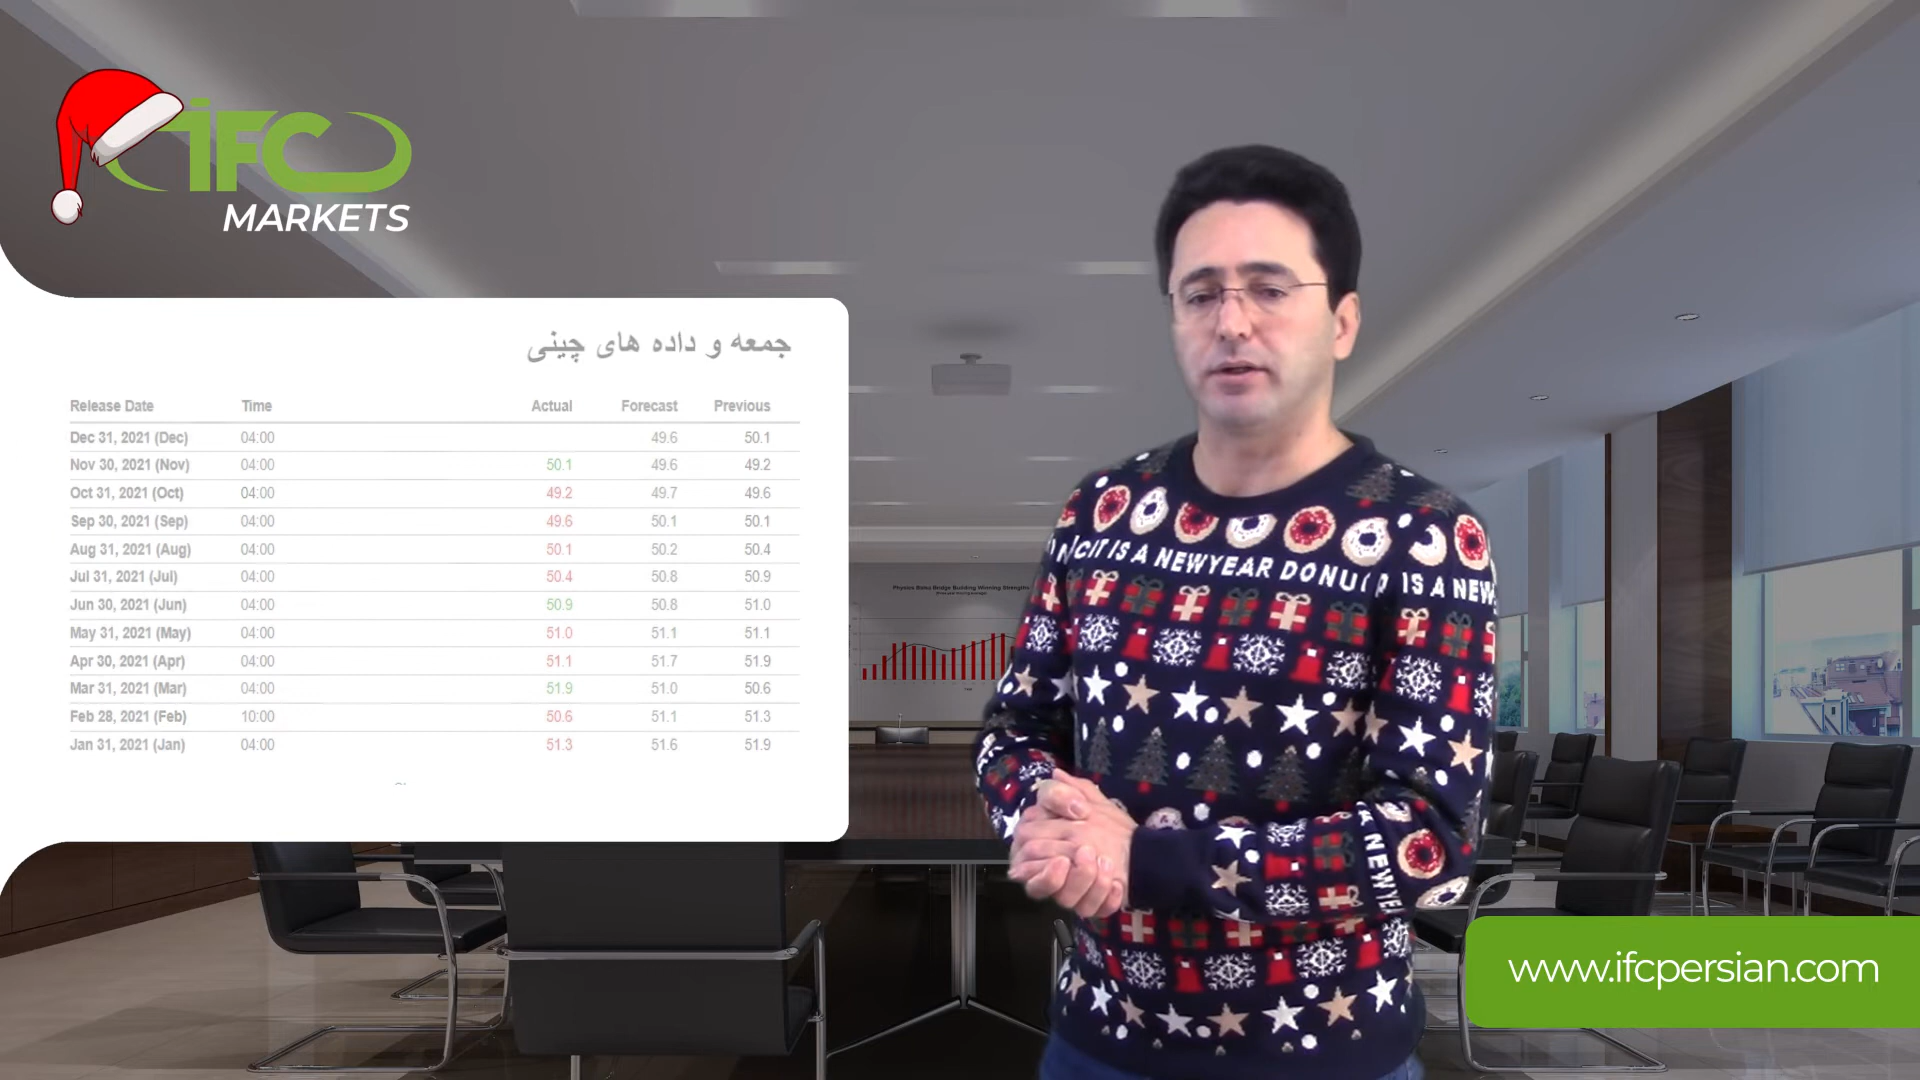 iFC
MARKETS
جمعه و داده های چینی
Release Date Time Actual Forecast Previous
Dec 31, 2021 (Dec) 04:00 49.6 50.1
Nov 30, 2021 (Nov) 04:00 50.1 49.6 49.2
Oct 31, 2021 (Oct) 04:00 49.2 49.7 49.6
Sep 30, 2021 (Sep) 04:00 49.6 50.1 50.1
Aug 31, 2021 (Aug) 04:00 50.1 50.2 50.4
Jul 31, 2021 (Jul) 04:00 50.4 50.8 50.9
Jun 30, 2021 (Jun) 04:00 50.9 50.8 51.0
May 31, 2021 (May) 04:00 51.0 51.1 51.1
Apr 30, 2021 (Apr) 04:00 51.1 51.7 51.9
Mar 31, 2021 (Mar) 04:00 51.9 51.0 50.6
Feb 28, 2021 (Feb) 10:00 50.6 51.1 51.3
Jan 31, 2021 (Jan) 04:00 51.3 51.6 51.9
Physics Balsa Bridge Building Winning Strengths
IT IS A NEWYEAR DONU
IS A NEW
A NEWYE
www.ifcpersian.com